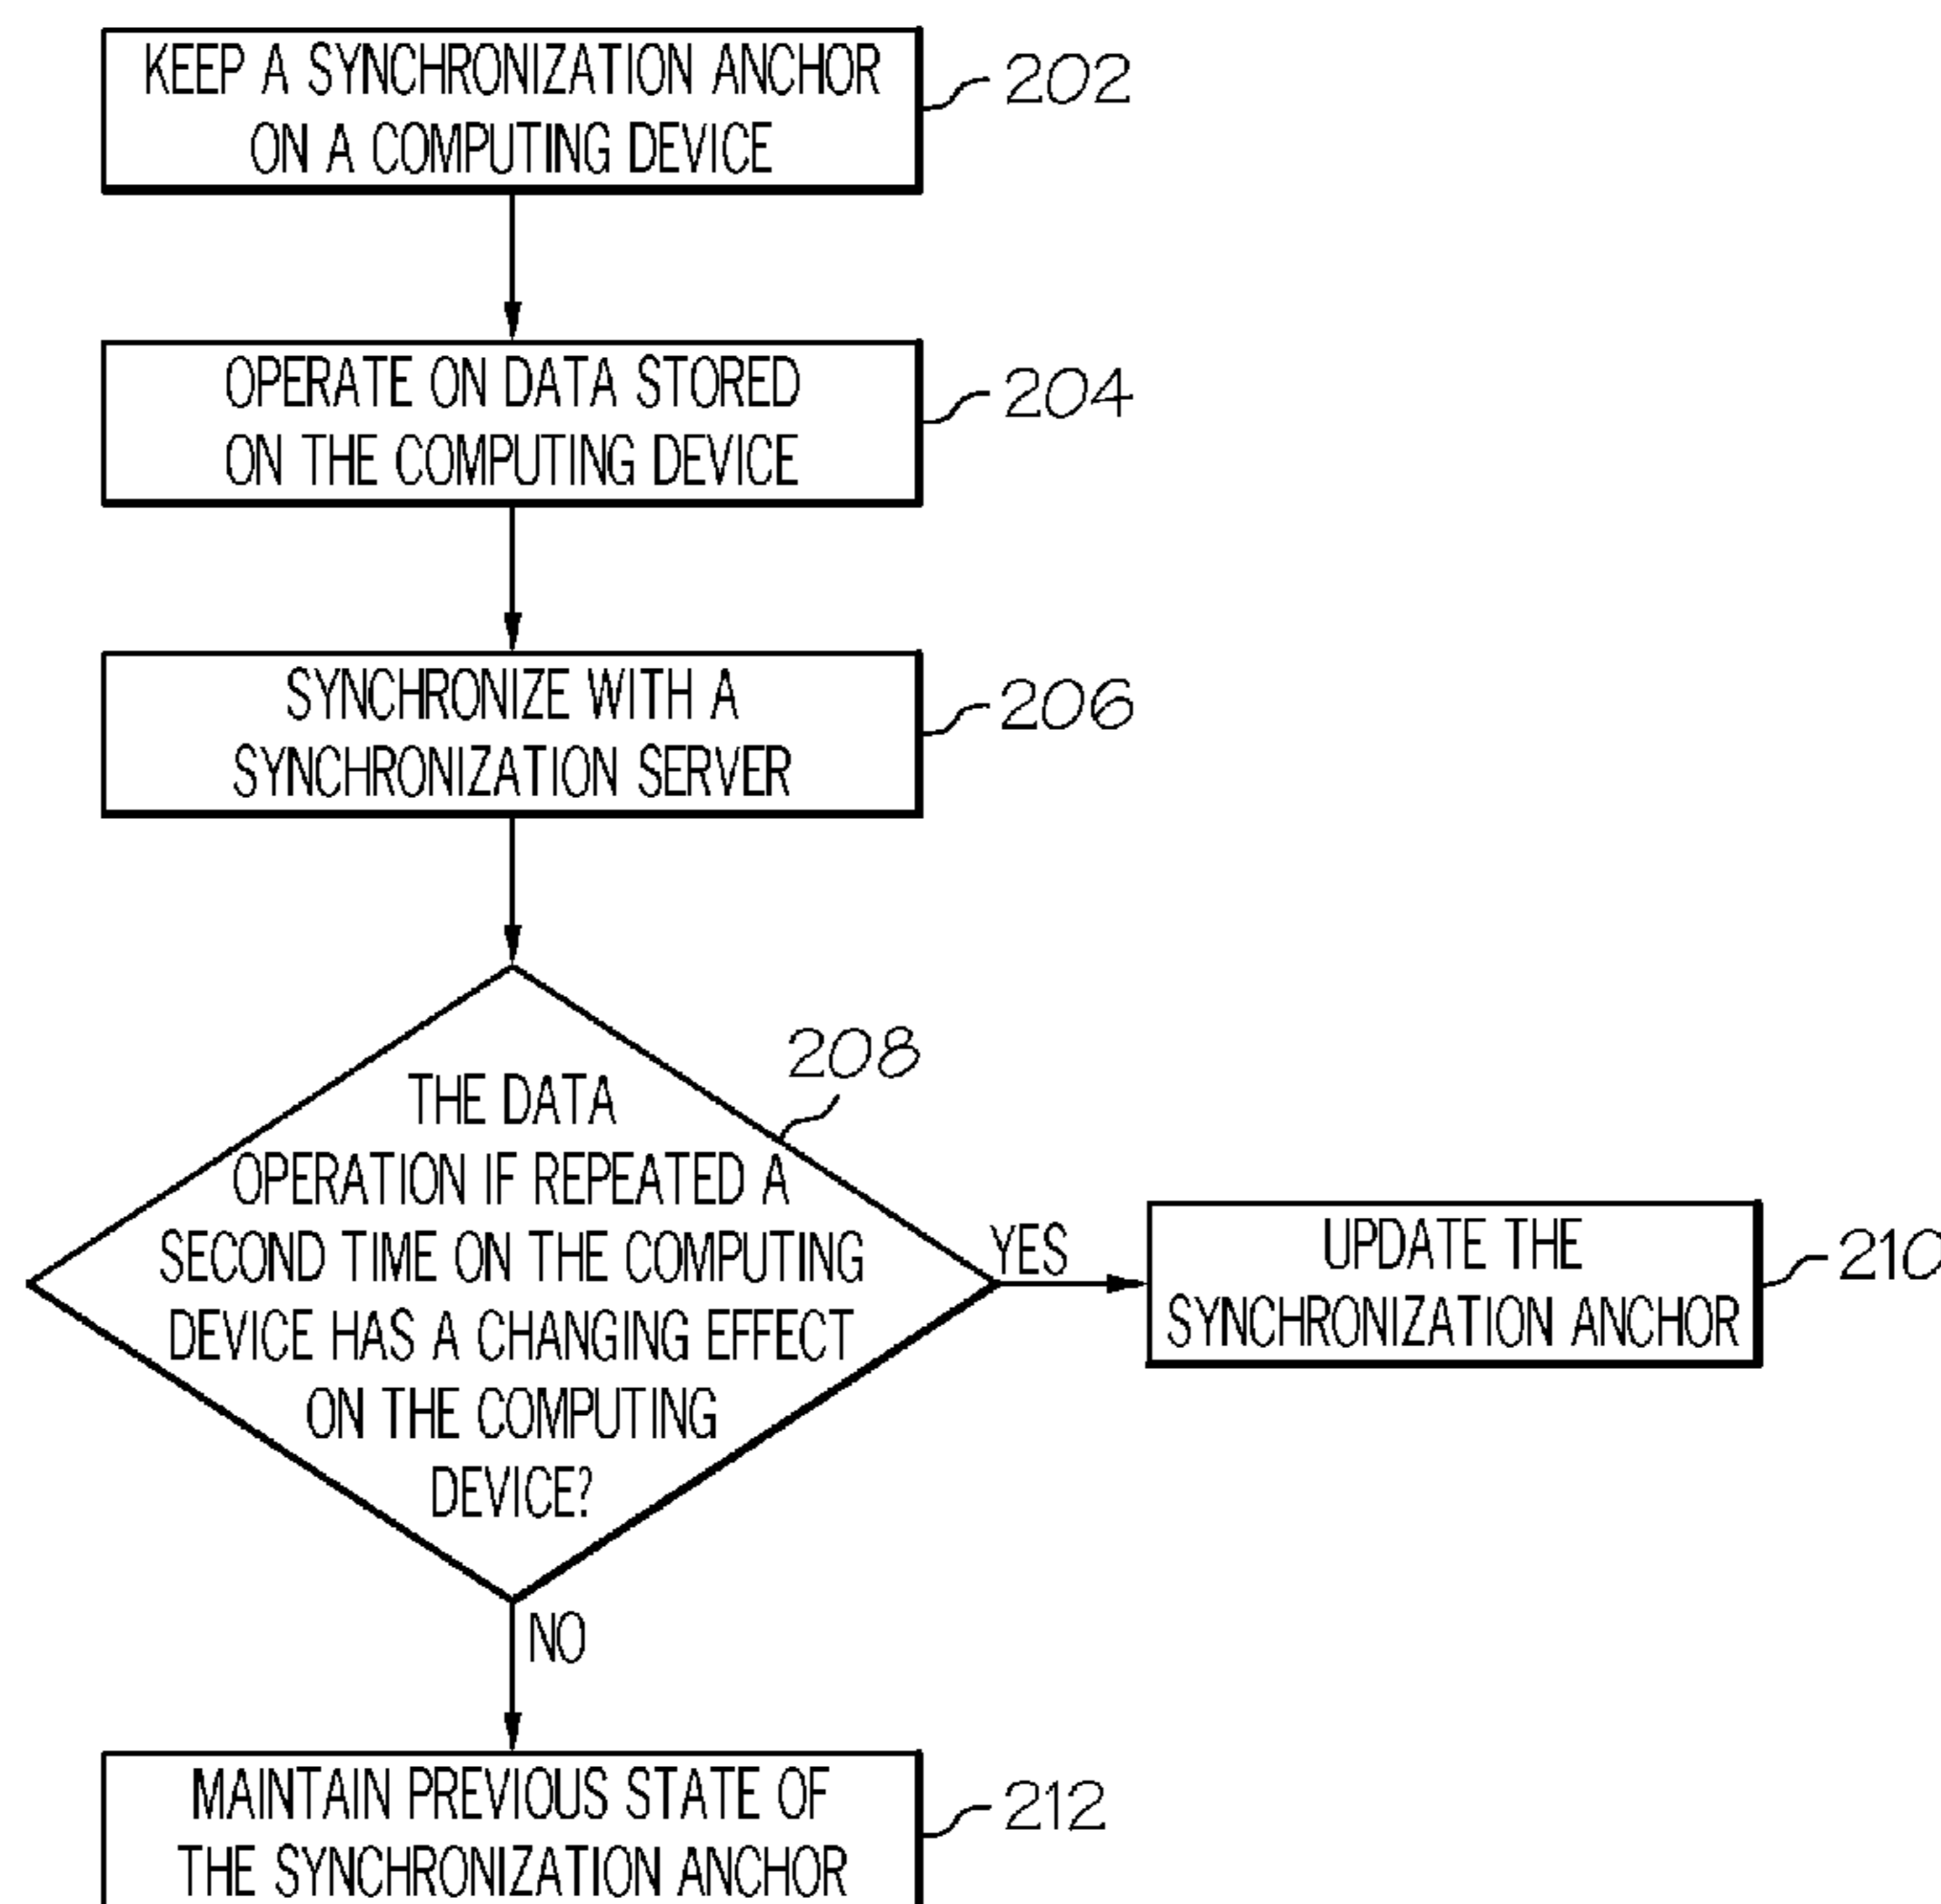 KEEP A SYNCHRONIZATION ANCHOR
ON A COMPUTING DEVICE
202
OPERATE ON DATA STORED
ON THE COMPUTING DEVICE
204
SYNCHRONIZE WITH A
SYNCHRONIZATION SERVER
206
208
THE DATA
OPERATION IF REPEATED A
SECOND TIME ON THE COMPUTING
DEVICE HAS A CHANGING EFFECT
ON THE COMPUTING
DEVICE?
YES
UPDATE THE
SYNCHRONIZATION ANCHOR
210
NO
MAINTAIN PREVIOUS STATE OF
THE SYNCHRONIZATION ANCHOR
212